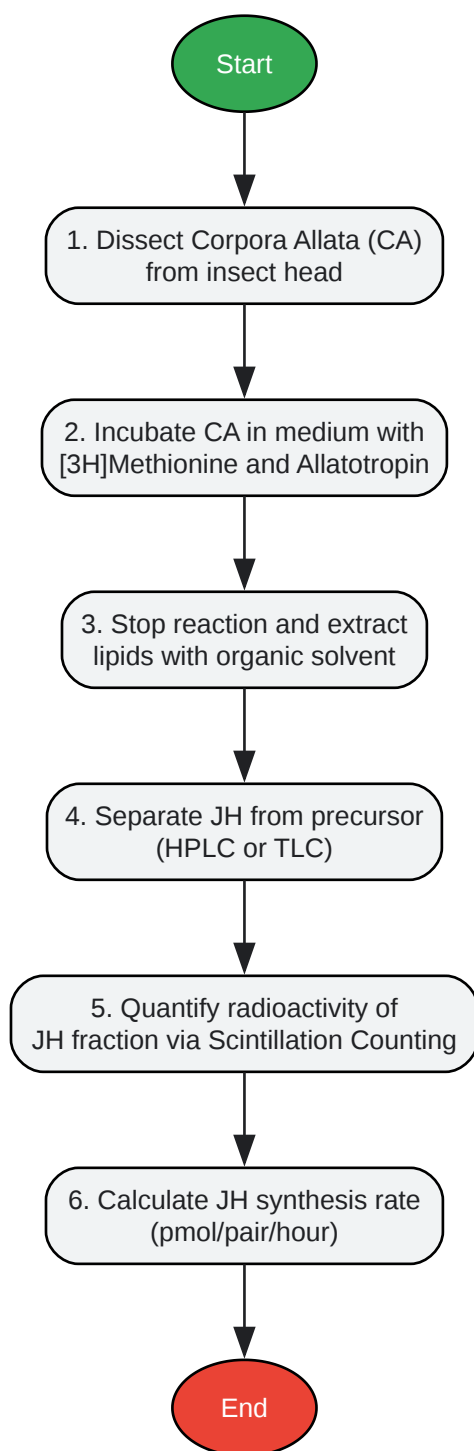 Start
1. Dissect Corpora Allata (CA)
from insect head
2. Incubate CA in medium with
[3H]Methionine and Allatotropin
3. Stop reaction and extract
lipids with organic solvent
4. Separate JH from precursor
(HPLC or TLC)
5. Quantify radioactivity of
JH fraction via Scintillation Counting
6. Calculate JH synthesis rate
(pmol/pair/hour)
End